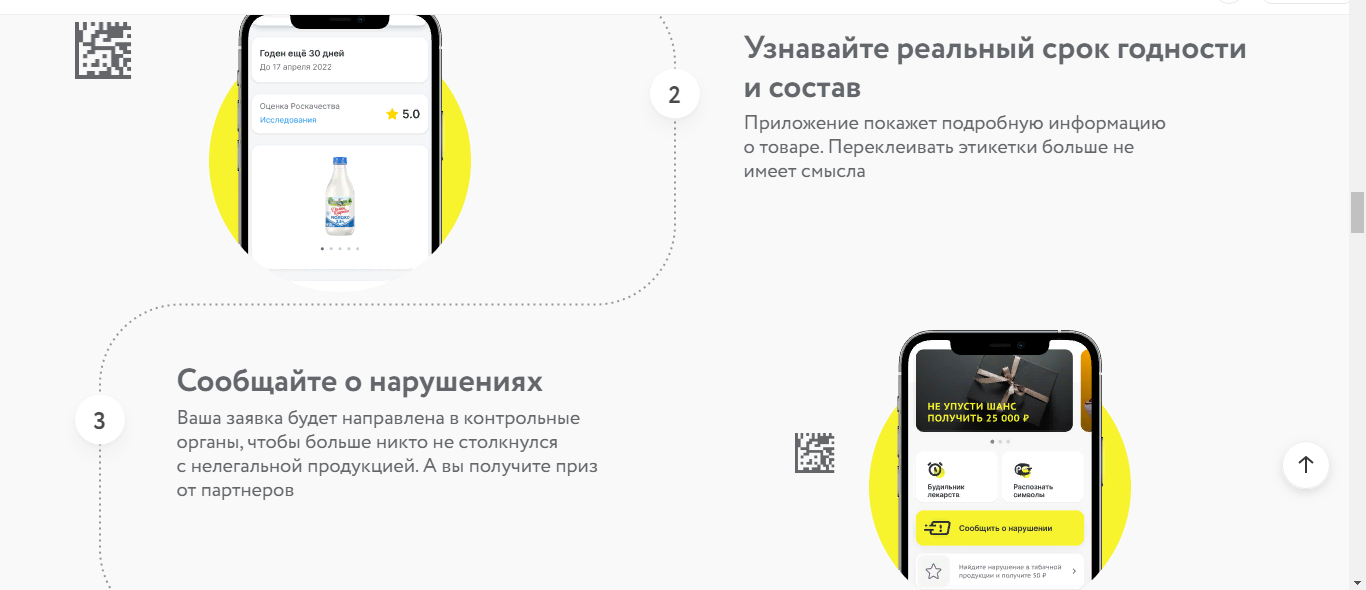 Годен ещё 30 дней
До 17 апреля 2022
Оценка Роскачества
Исследования
5.0
МОЛОКО
2
Узнавайте реальный срок годности
и состав
Приложение покажет подробную информацию
о товаре. Переклеивать этикетки больше не
имеет смысла
3
Сообщайте о нарушениях
Ваша заявка будет направлена в контрольные
органы, чтобы больше никто не столкнулся
с нелегальной продукцией. А вы получите приз
от партнеров
НЕ УПУСТИ ШАНС
ПОЛУЧИТЬ 25 000 ₽
Будильник
лекарств
Распознать
символы
Сообщить о нарушении
Найдите нарушение в табачной
продукции и получите 50 ₽